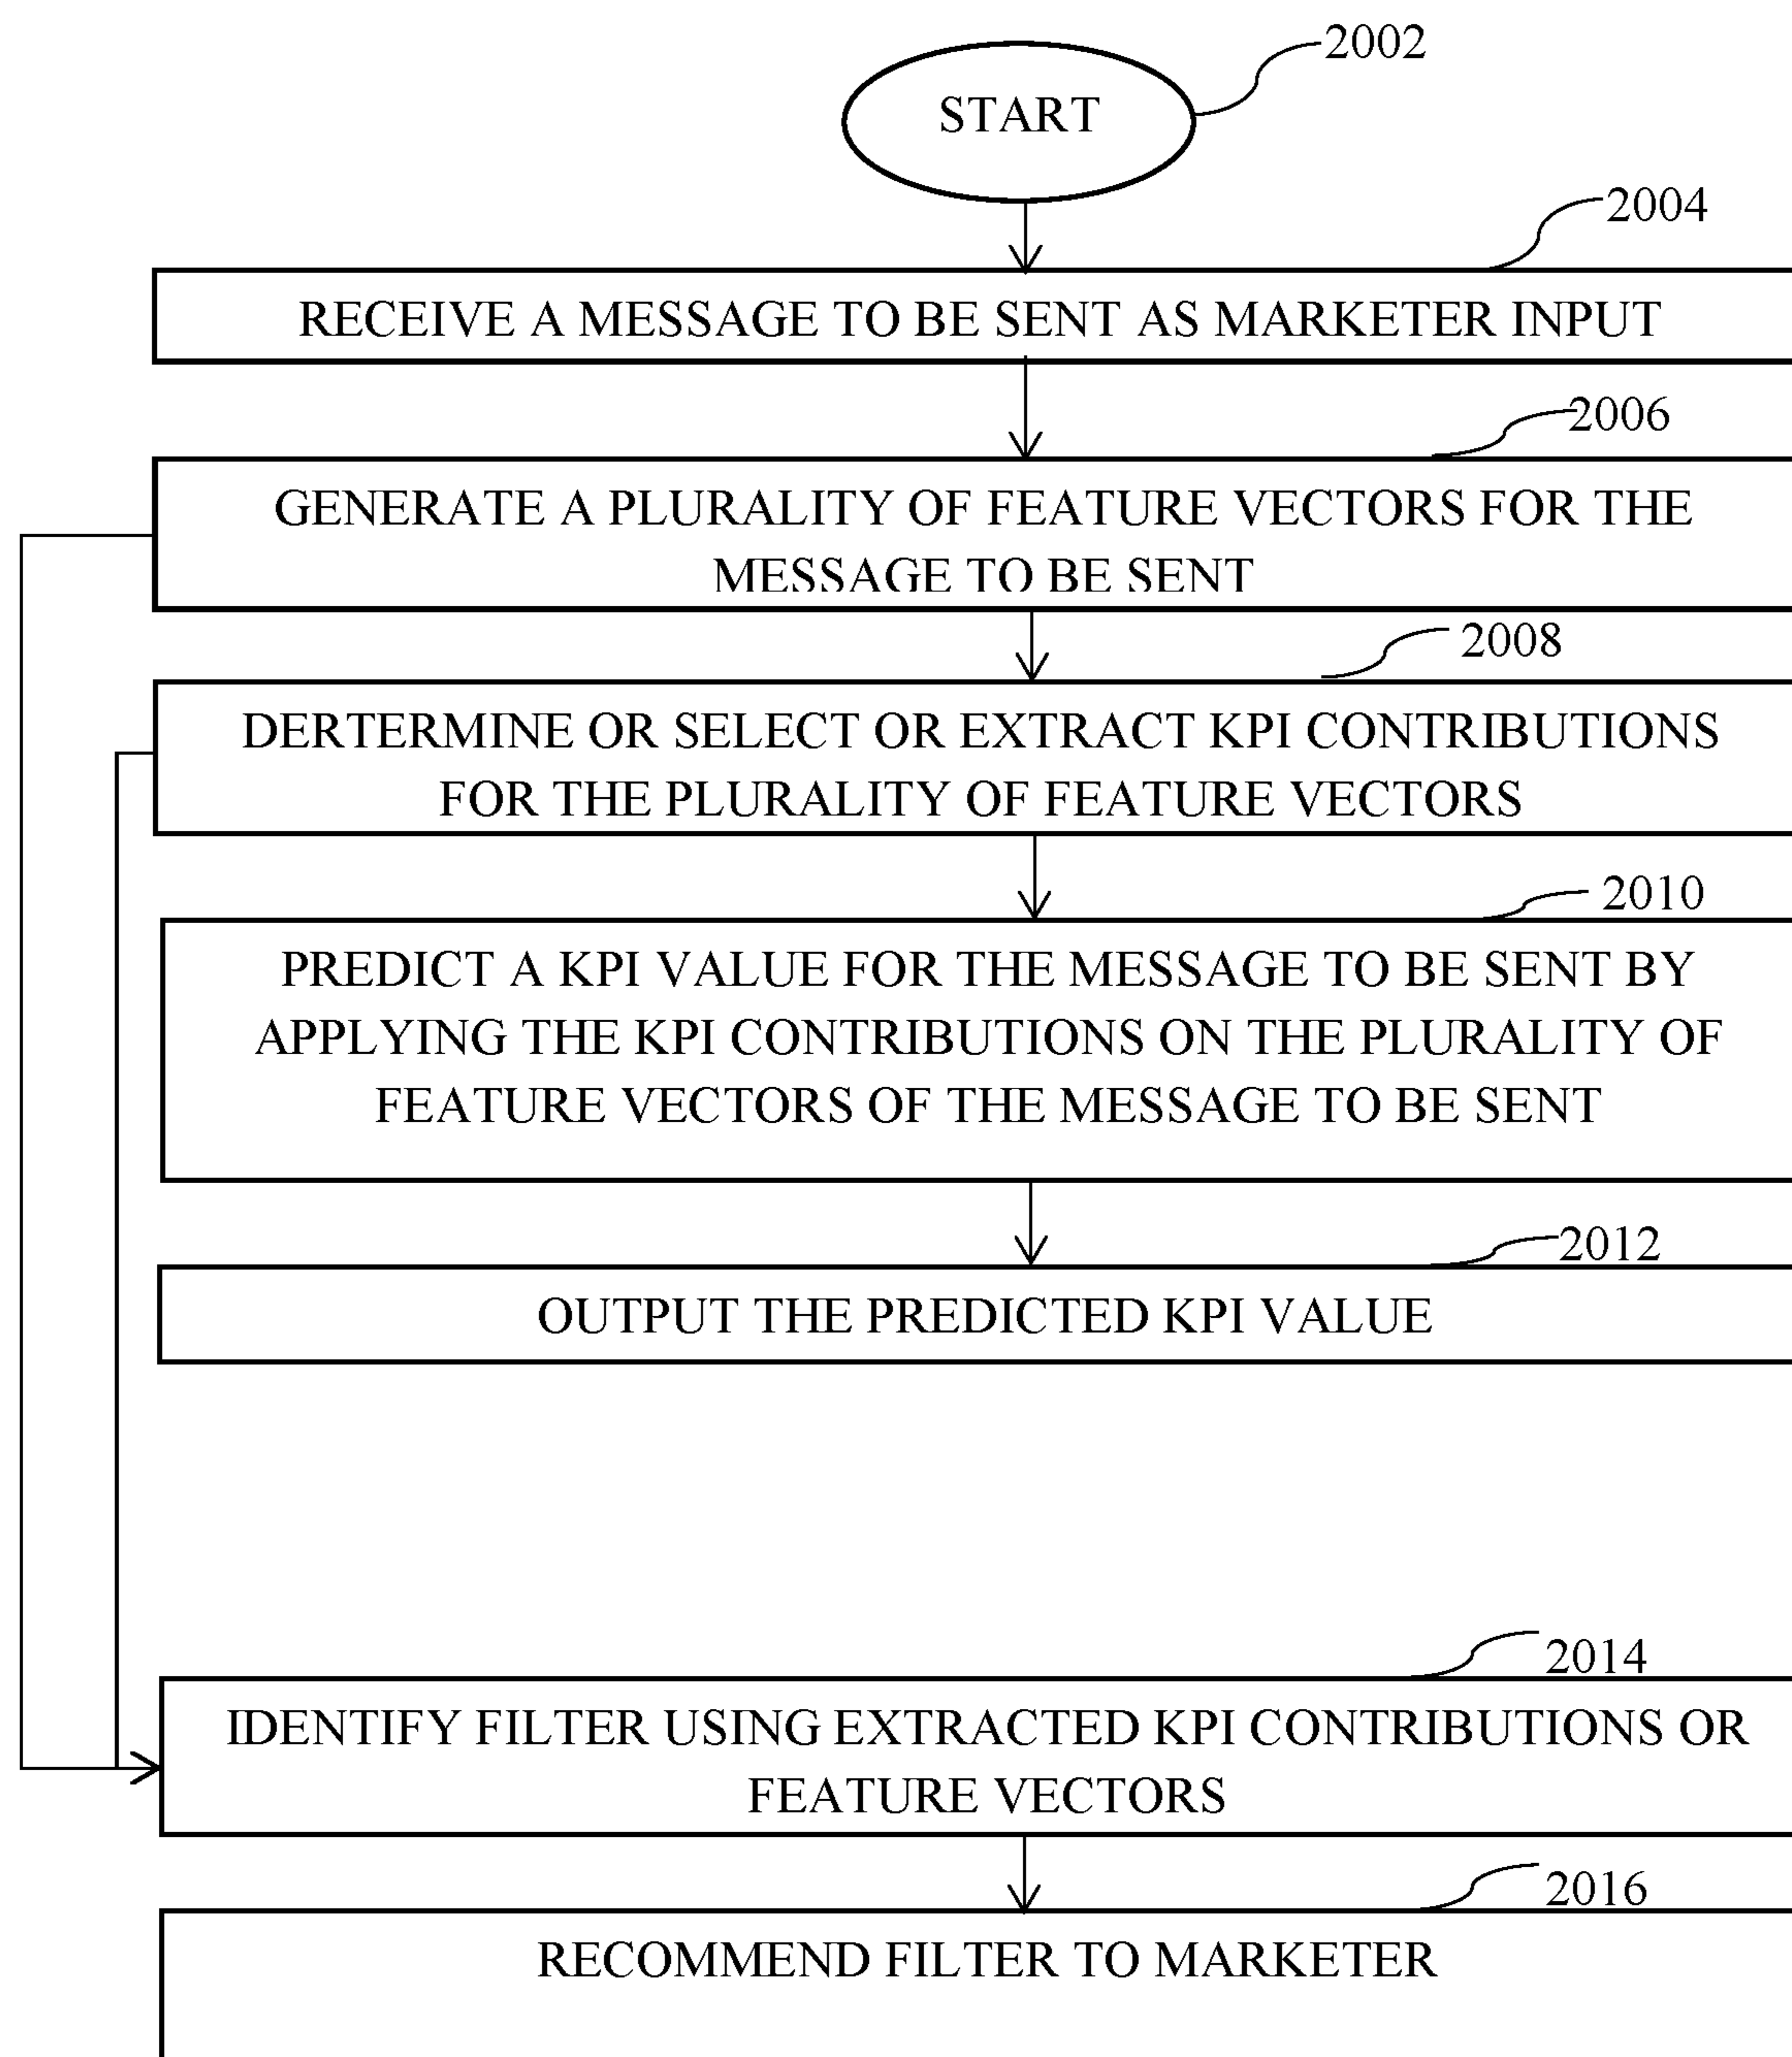 2002
START
2004
RECEIVE A MESSAGE TO BE SENT AS MARKETER INPUT
2006
GENERATE A PLURALITY OF FEATURE VECTORS FOR THE
MESSAGE TO BE SENT
2008
DERTERMINE OR SELECT OR EXTRACT KPI CONTRIBUTIONS
FOR THE PLURALITY OF FEATURE VECTORS
2010
PREDICT A KPI VALUE FOR THE MESSAGE TO BE SENT BY
APPLYING THE KPI CONTRIBUTIONS ON THE PLURALITY OF
FEATURE VECTORS OF THE MESSAGE TO BE SENT
2012
OUTPUT THE PREDICTED KPI VALUE
2014
IDENTIFY FILTER USING EXTRACTED KPI CONTRIBUTIONS OR
FEATURE VECTORS
2016
RECOMMEND FILTER TO MARKETER